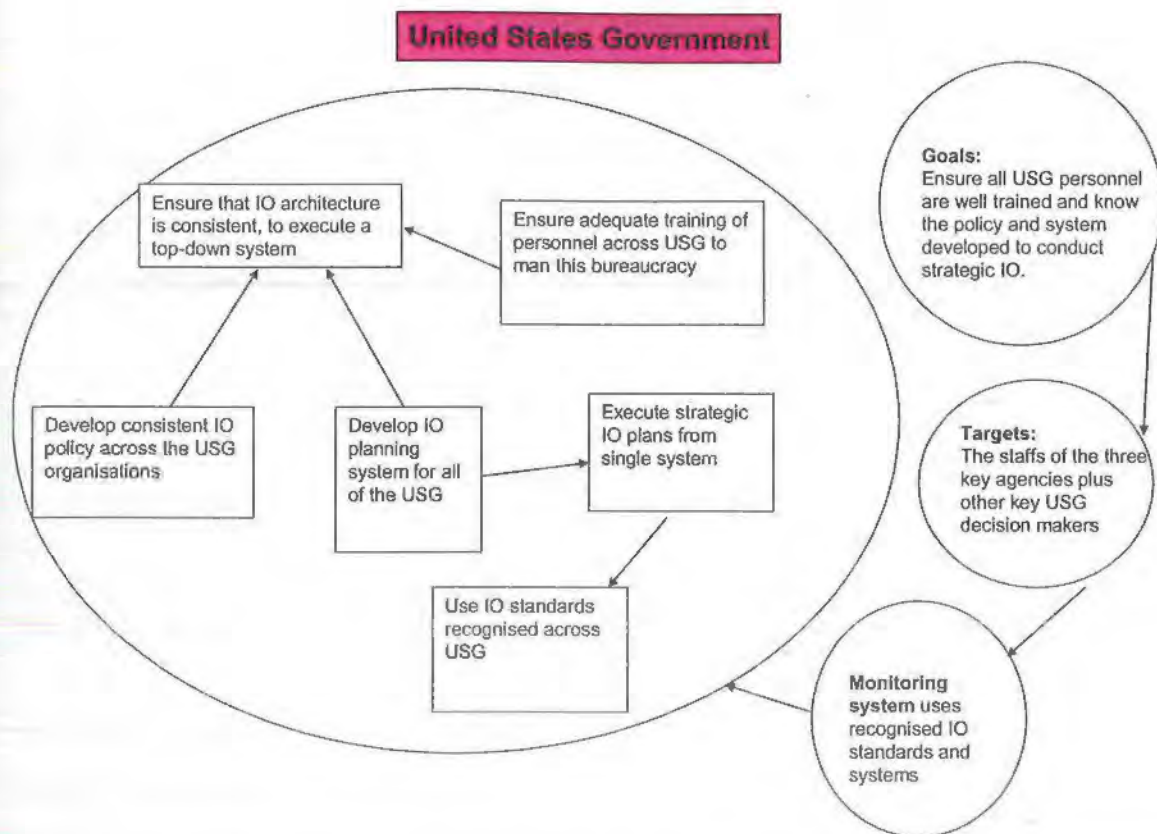 United States Government
Ensure that IO architecture
is consistent, to execute a
top-down system
Ensure adequate training of
personnel across USG to
man this bureaucracy
Develop consistent IO
policy across the USG
organisations
Develop IO
planning
system for all
of the USG
Execute strategic
IO plans from
single system
Use IO standards
recognised across
USG
Goals:
Ensure all USG personnel
are well trained and know
the policy and system
developed to conduct
strategic IO.
Targets:
The staffs of the three
key agencies plus
other key USG
decision makers
Monitoring
system uses
recognised IO
standards and
systems